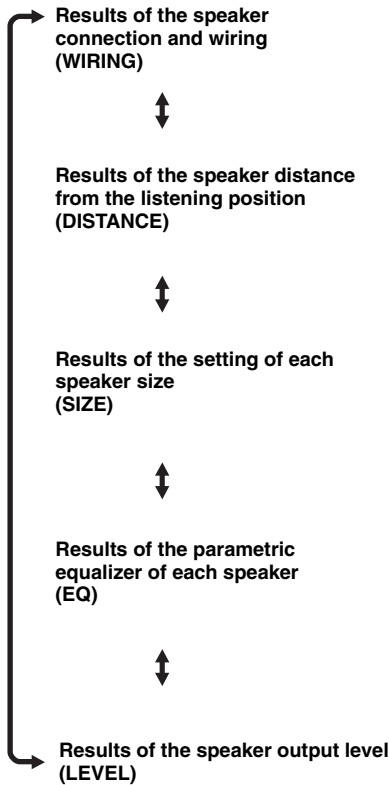 Results of the speaker
connection and wiring
(WIRING)
Results of the speaker distance
from the listening position
(DISTANCE)
Results of the setting of each
speaker size
(SIZE)
Results of the parametric
equalizer of each speaker
(EQ)
Results of the speaker output level
(LEVEL)